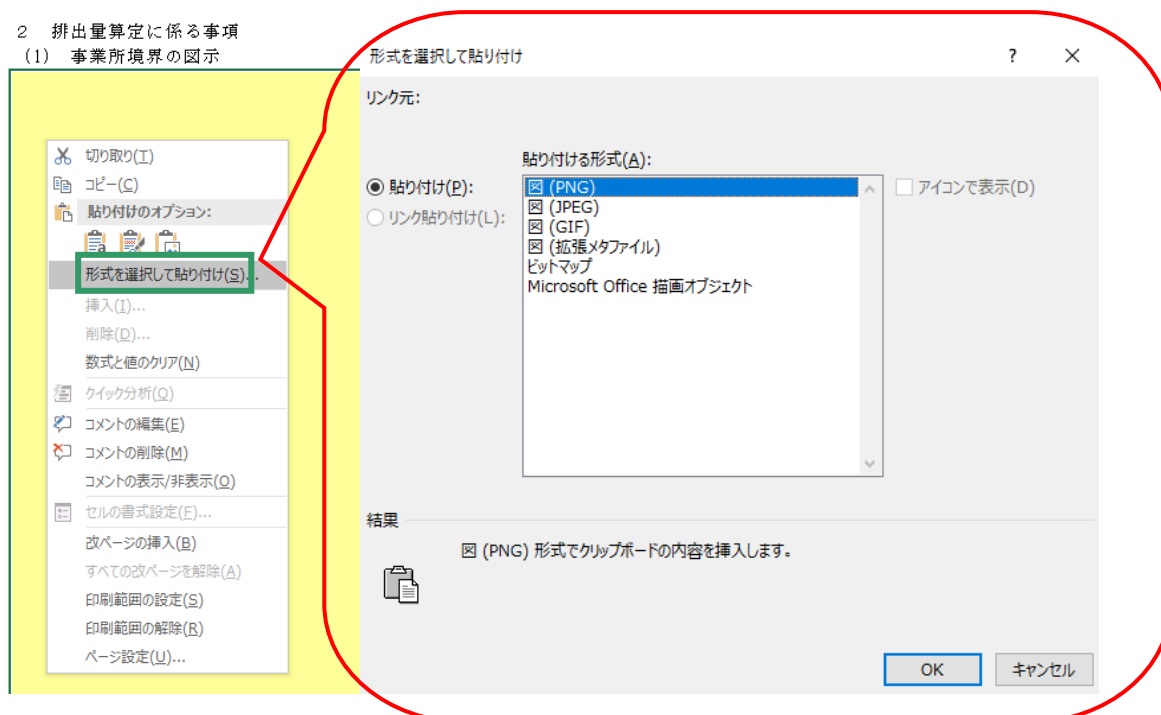 ２ 排出量算定に係る事項
(1) 事業所境界の図示
切り取り(T)
コピー(C)
貼り付けのオプション:
形式を選択して貼り付け(S)...
挿入(I)...
削除(D)...
数式と値のクリア(N)
クイック分析(Q)
コメントの編集(E)
コメントの削除(M)
コメントの表示/非表示(O)
セルの書式設定(F)...
改ページの挿入(B)
すべての改ページを解除(A)
印刷範囲の設定(S)
印刷範囲の解除(R)
ページ設定(U)...
形式を選択して貼り付け ? ×
リンク元:
貼り付ける形式(A):
貼り付け(P):
リンク貼り付け(L):
図 (PNG)
図 (JPEG)
図 (GIF)
図 (拡張メタファイル)
ビットマップ
Microsoft Office 描画オブジェクト
アイコンで表示(D)
結果
図 (PNG) 形式でクリップボードの内容を挿入します。
OK キャンセル